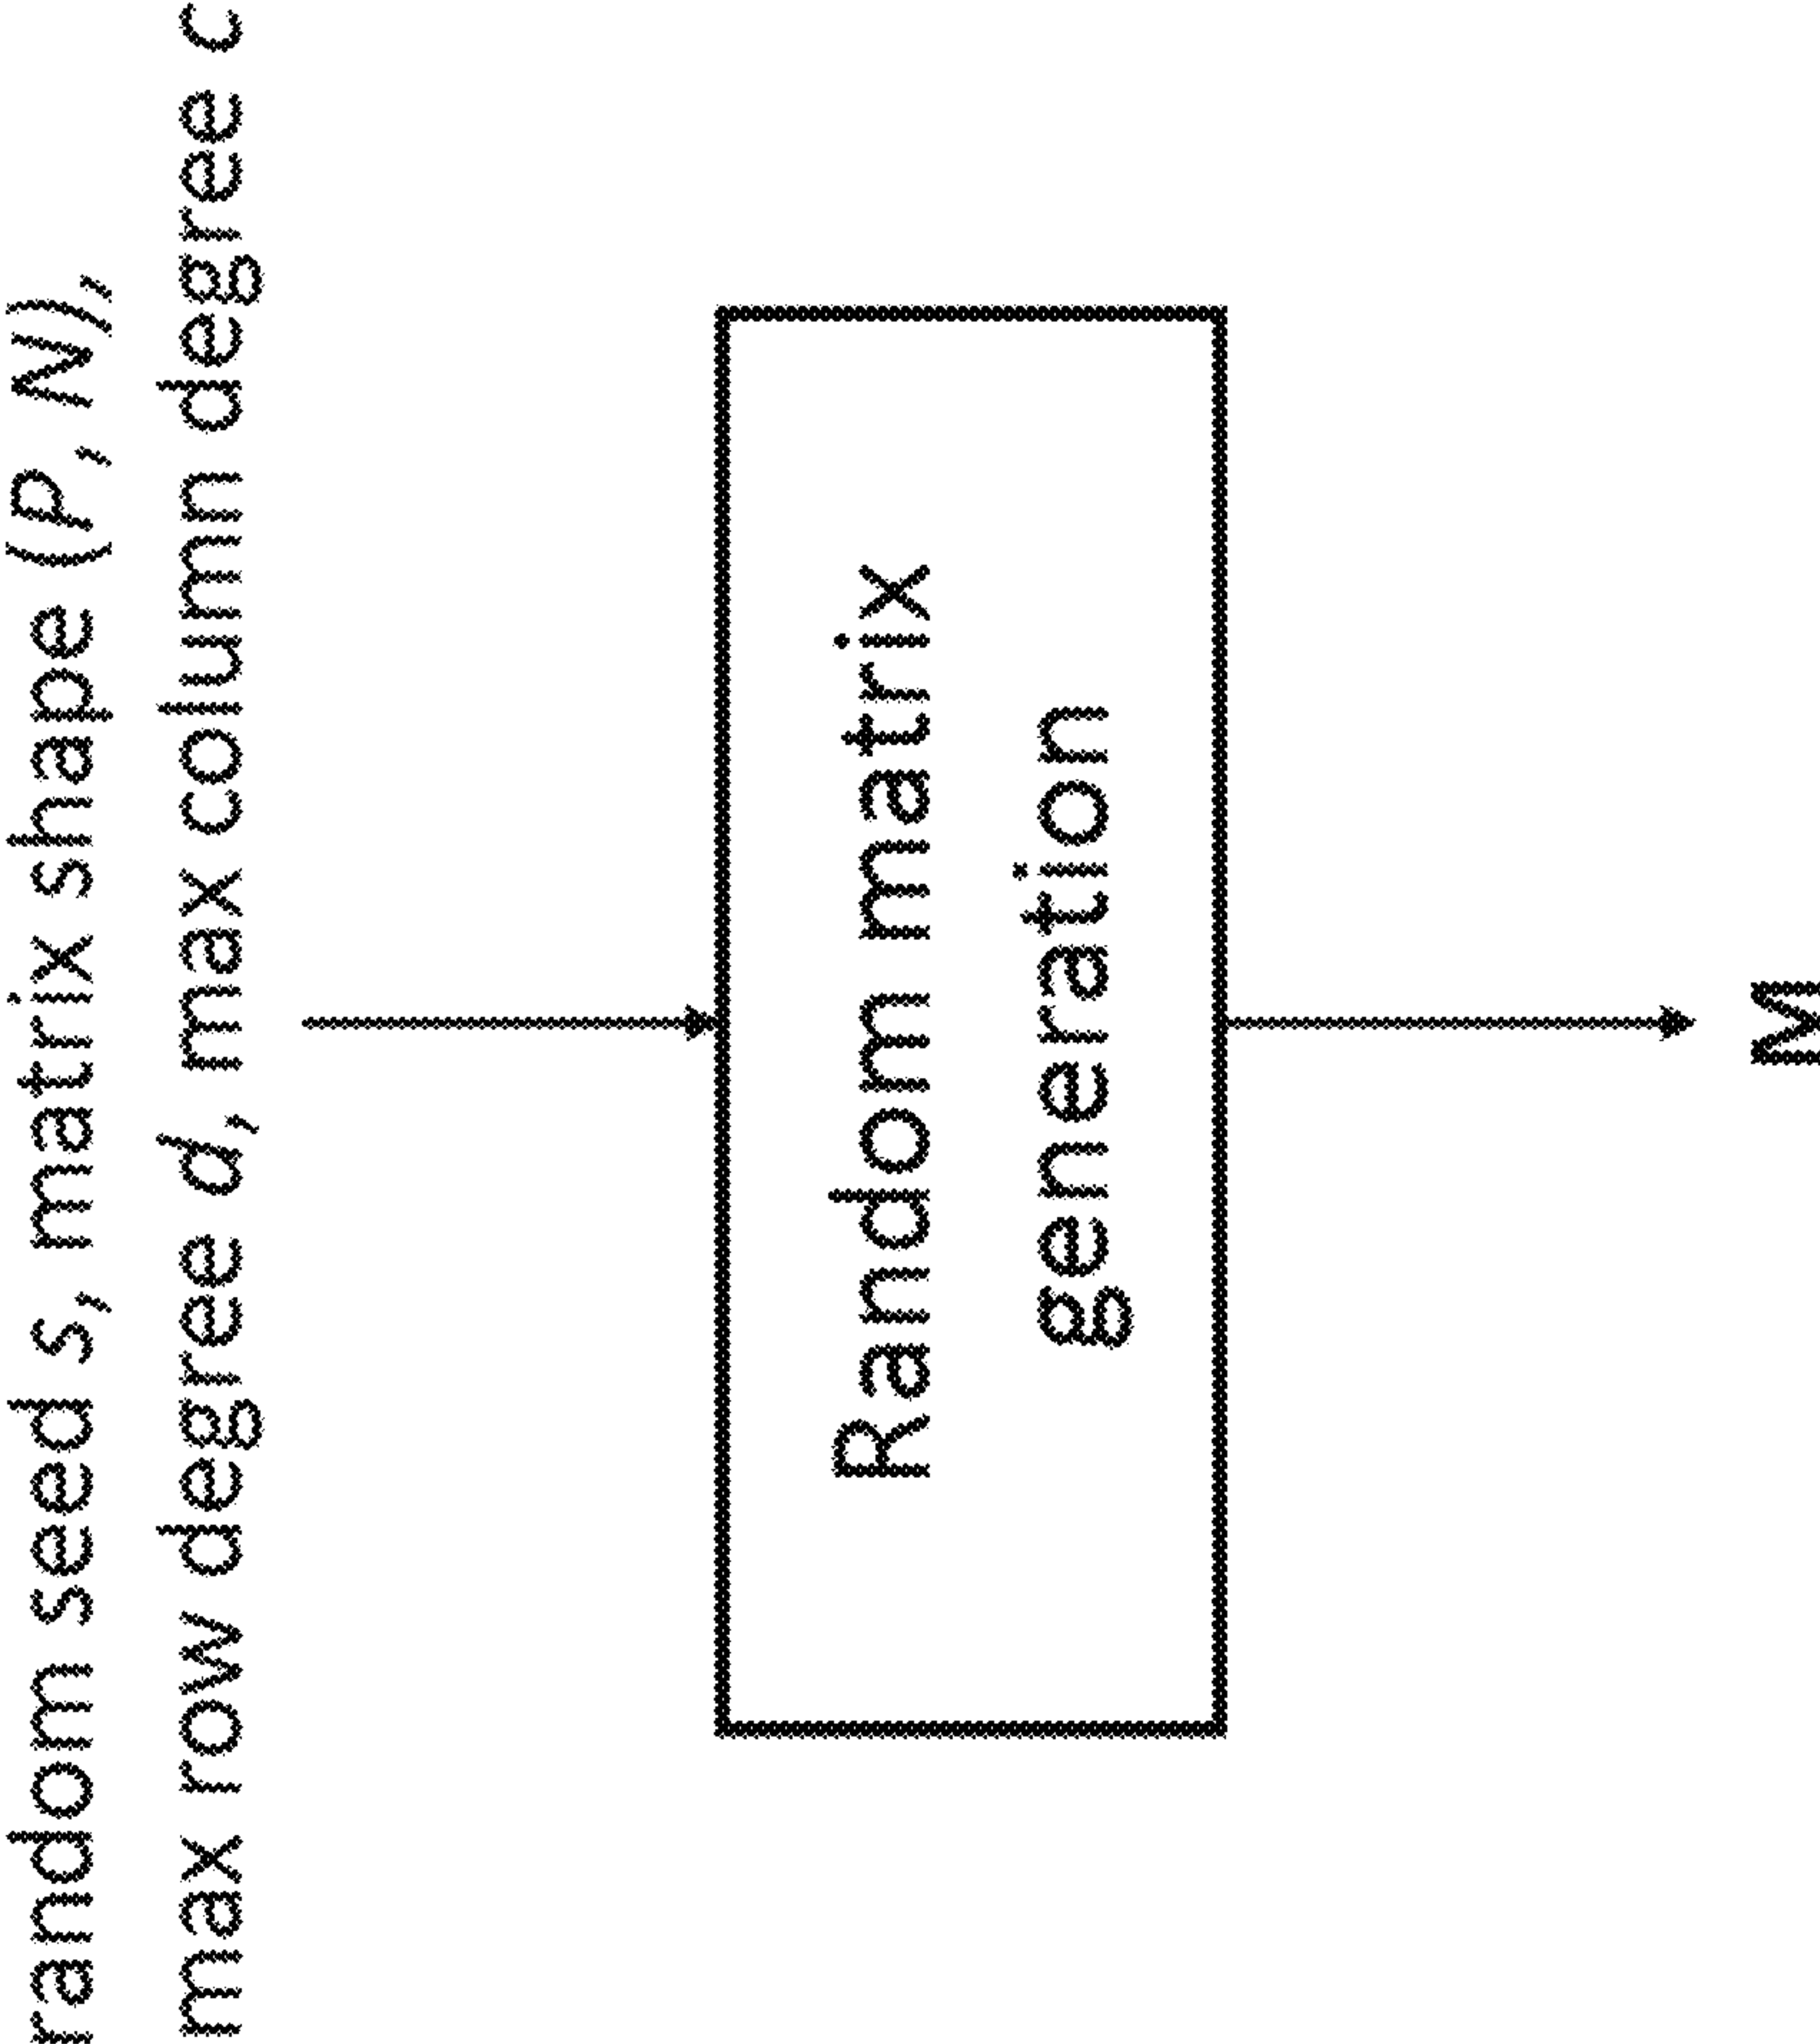 random seed s, matrix shape (P, N),
max row degree d, max column degree c
Random matrix
generation
M